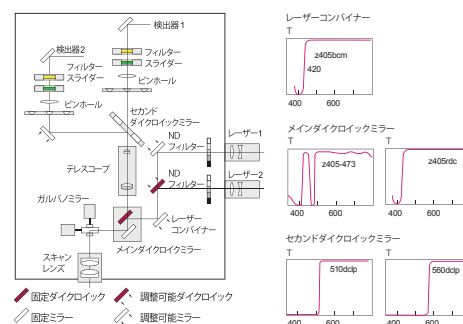 検出器1
検出器2
フィルター
スライダー
フィルター
スライダー
ピンホール
ピンホール
セカンド
ダイクロイックミラー
ND
フィルター
レーザー1
テレスコープ
ND
フィルター
レーザー2
ガルバノミラー
レーザー
コンバイナー
メインダイクロイクミラー
スキャン
レンズ
固定ダイクロイック
調整可能ダイクロイック
固定ミラー
調整可能ミラー
レーザーコンバイナー
T
z405bcm
420
400 600
メインダイクロイックミラー
T T
z405-473 z405rdc
400 600 400 600
セカンドダイクロイックミラー
T T
510dclp 560dclp
400 600 400 600